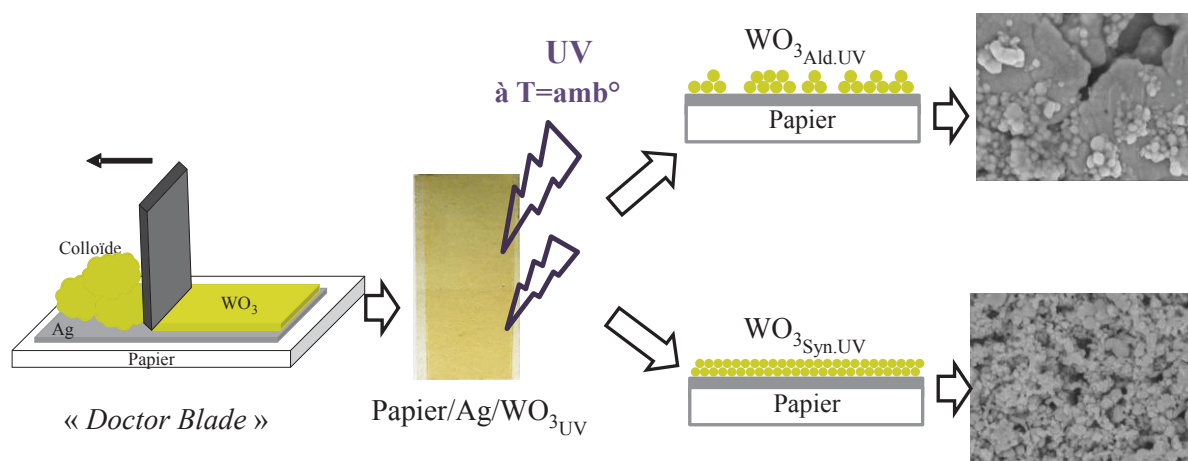 Colloïde
WO3
Ag
Papier
« Doctor Blade »
UV
à T=amb°
Papier/Ag/WO3UV
WO3Ald.UV
Papier
WO3Syn.UV
Papier